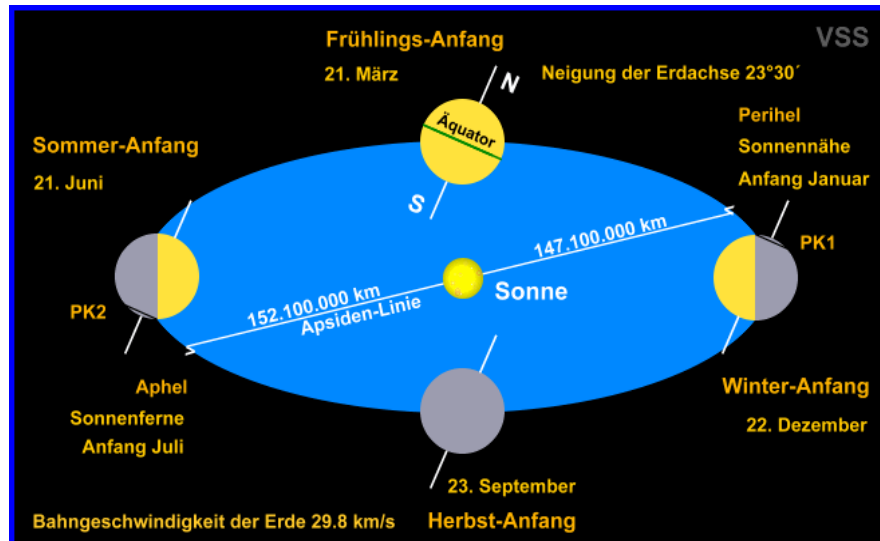 VSS
Frühlings-Anfang
21. März
N
Neigung der Erdachse 23°30´
Perihel
Sonnennähe
Anfang Januar
Äquator
Sommer-Anfang
21. Juni
S
147.100.000 km
PK1
152.100.000 km
Apsiden-Linie
Sonne
PK2
Aphel
Sonnenferne
Anfang Juli
Winter-Anfang
22. Dezember
23. September
Herbst-Anfang
Bahngeschwindigkeit der Erde 29.8 km/s